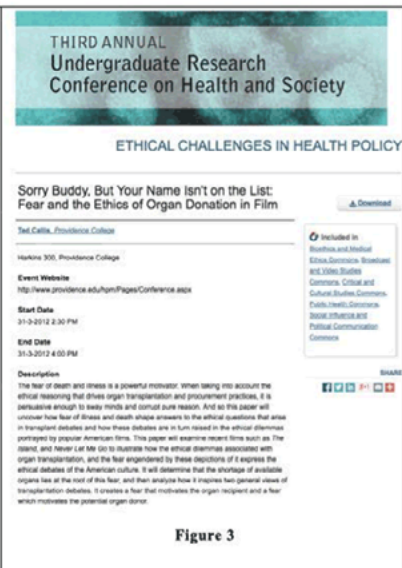 THIRD ANNUAL
Undergraduate Research
Conference on Health and Society
ETHICAL CHALLENGES IN HEALTH POLICY
Sorry Buddy, But Your Name Isn't on the List:
Fear and the Ethics of Organ Donation in Film
Download
Ted Callis, Providence College
Harkins 300, Providence College
Event Website
http://www.providence.edu/hpm/Pages/Conference.aspx
Start Date
31-3-2012 2:30 PM
End Date
31-3-2012 4:00 PM
Description
The fear of death and illness is a powerful motivator. When taking into account the
ethical reasoning that drives organ transplantation and procurement practices, it is
persuasive enough to sway minds and corrupt pure reason. And so this paper will
uncover how fear of illness and death shape answers to the ethical questions that arise
in transplant debates and how these debates are in turn raised in the ethical dilemmas
portrayed by popular American films. This paper will examine recent films such as The
Island, and Never Let Me Go to illustrate how the ethical dilemmas associated with
organ transplantation, and the fear engendered by these depictions of it express the
ethical debates of the American culture. It will determine that the shortage of available
organs lies at the root of this fear, and then analyze how it inspires two general views of
transplantation debates. It creates a fear that motivates the organ recipient and a fear
which motivates the potential organ donor.
Included in
Bioethics and Medical
Ethics Commons, Broadcast
and Video Studies
Commons, Critical and
Cultural Studies Commons,
Public Health Commons,
Social Influence and
Political Communication
Commons
SHARE
Figure 3